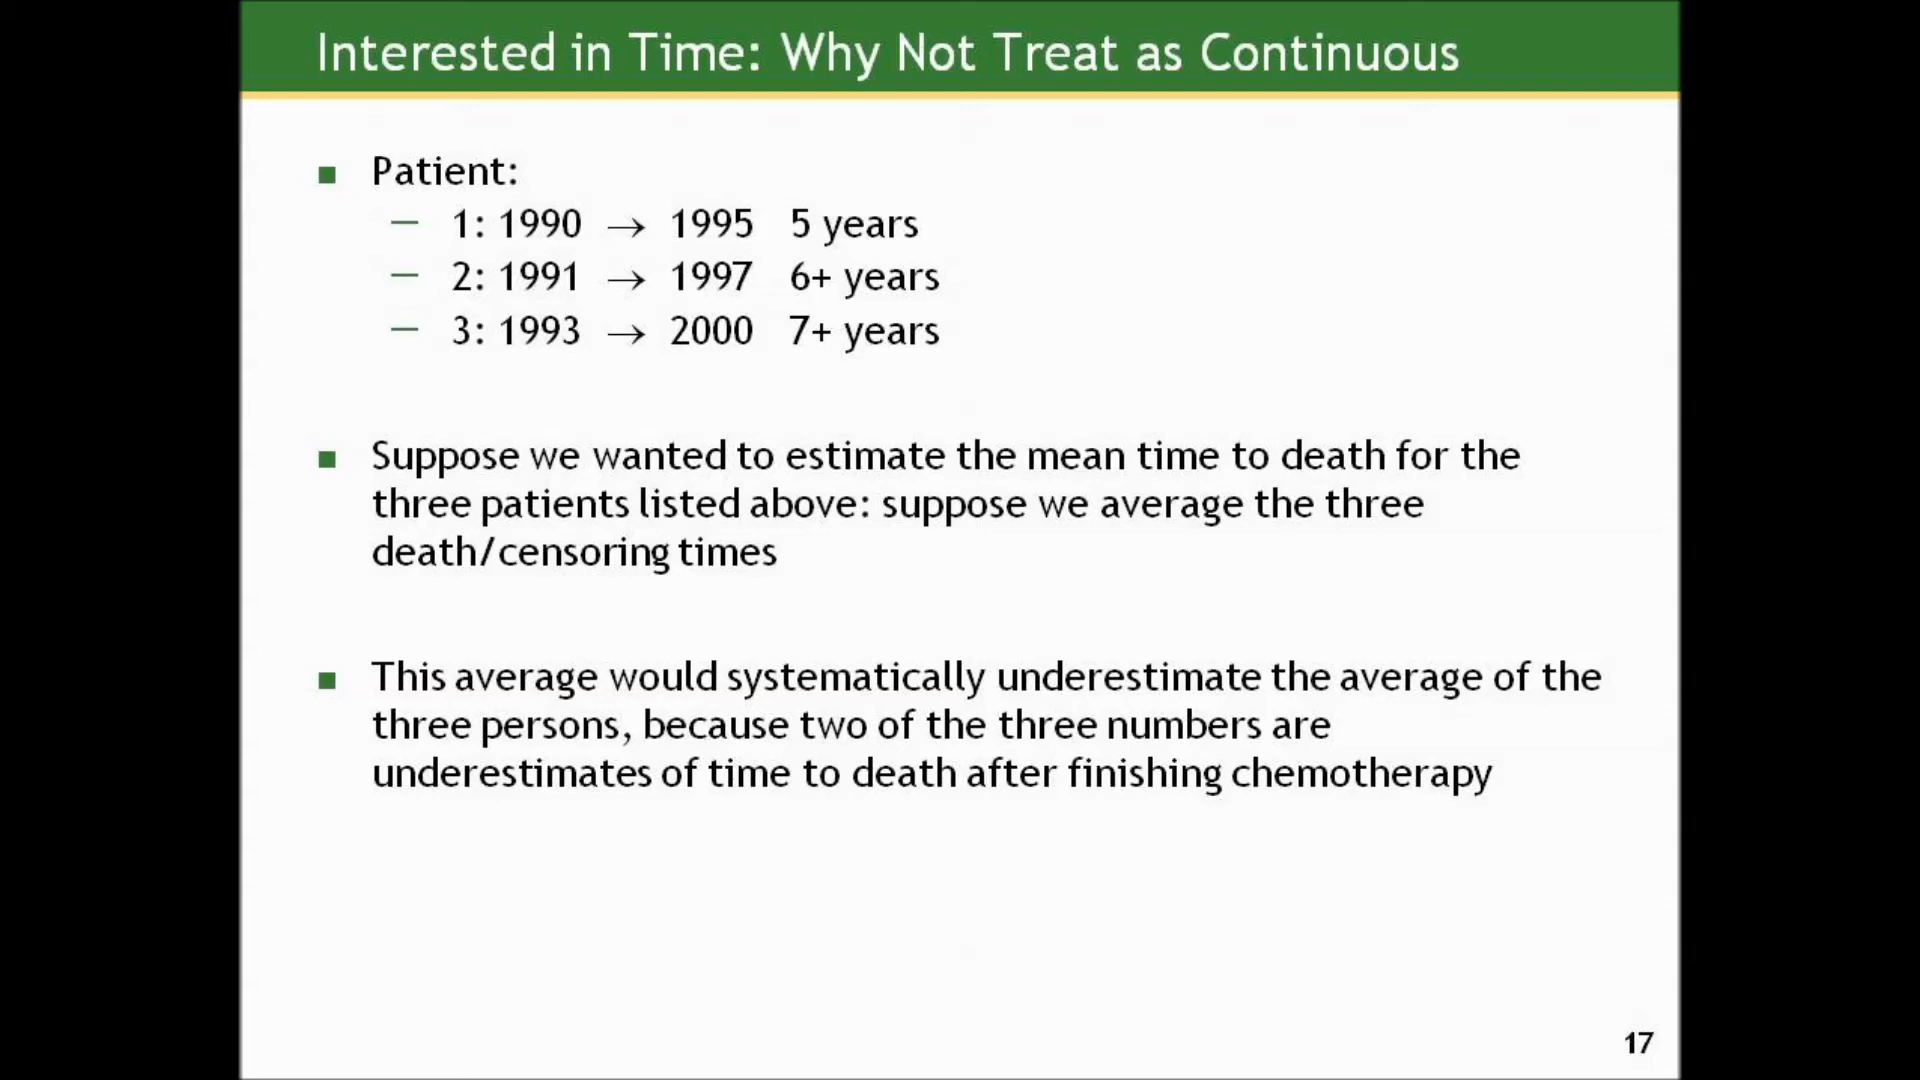 Interested in Time: Why Not Treat as Continuous
■ Patient:
— 1: 1990 → 1995 5 years
— 2: 1991 → 1997 6+ years
— 3: 1993 → 2000 7+ years
■ Suppose we wanted to estimate the mean time to death for the
three patients listed above: suppose we average the three
death/censoring times
■ This average would systematically underestimate the average of the
three persons, because two of the three numbers are
underestimates of time to death after finishing chemotherapy
17